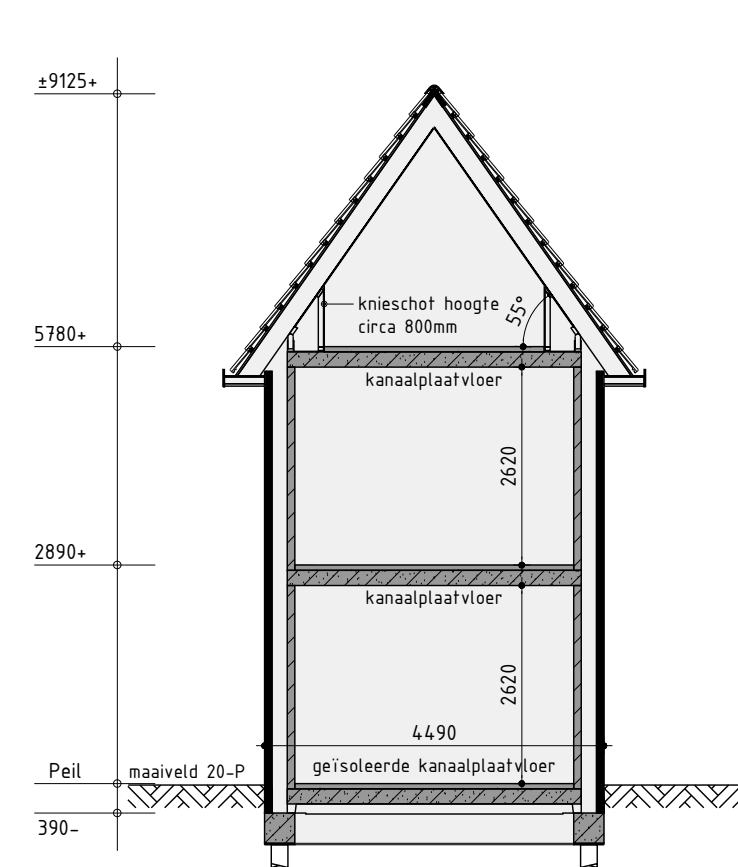 ±9125+
knieschot hoogte
circa 800mm
55°
5780+
kanaalplaatvloer
2620
2890+
kanaalplaatvloer
2620
4490
geïsoleerde kanaalplaatvloer
Peil
maaiveld 20-P
390-